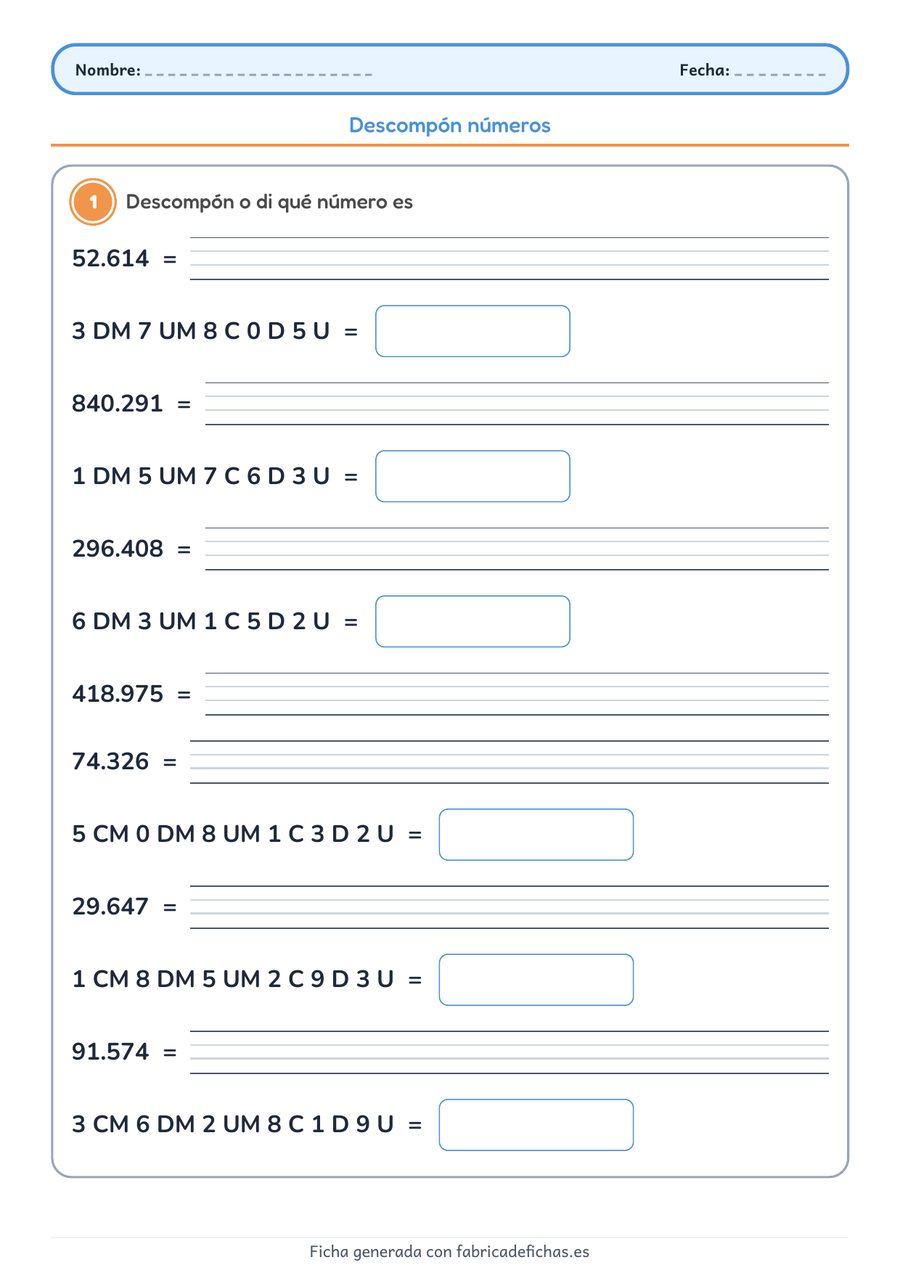 Nombre:
Fecha:
Descompón números
1 Descompón o di qué número es
52.614 =
3 DM 7 UM 8 C 0 D 5 U =
840.291 =
1 DM 5 UM 7 C 6 D 3 U =
296.408 =
6 DM 3 UM 1 C 5 D 2 U =
418.975 =
74.326 =
5 CM 0 DM 8 UM 1 C 3 D 2 U =
29.647 =
1 CM 8 DM 5 UM 2 C 9 D 3 U =
91.574 =
3 CM 6 DM 2 UM 8 C 1 D 9 U =
Ficha generada con fabricadefichas.es